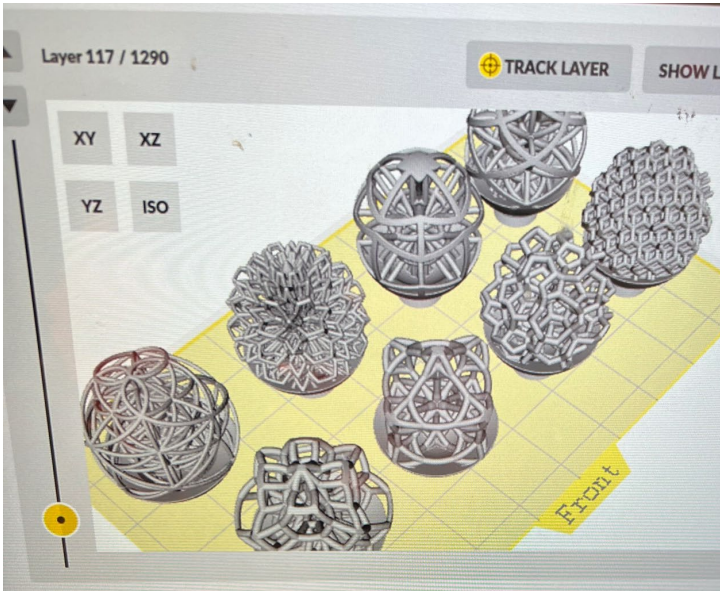 Layer 117 / 1290
TRACK LAYER
SHOW L
XY
XZ
YZ
ISO
Front